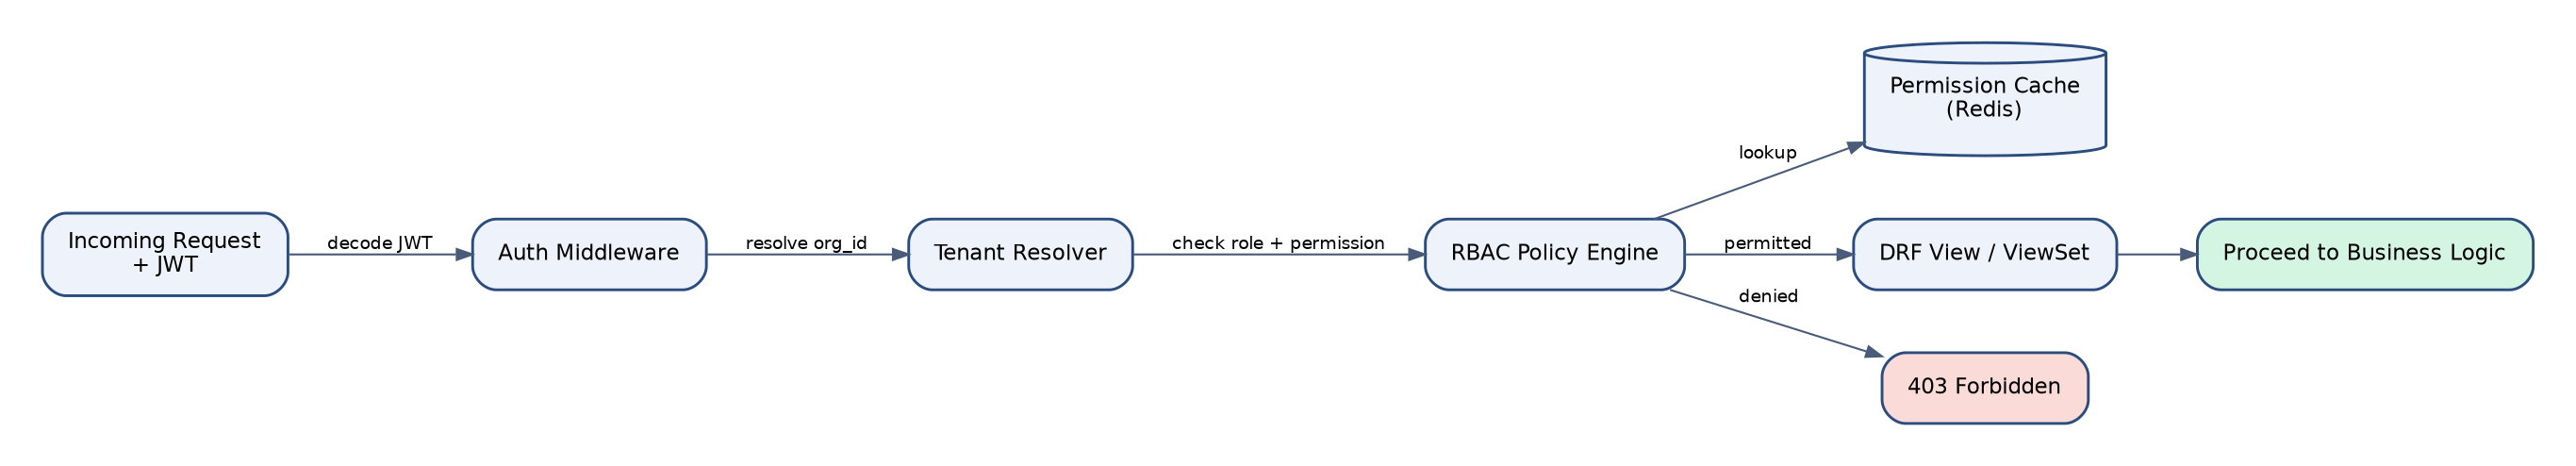 Incoming Request
+ JWT
decode JWT
Auth Middleware
resolve org_id
Tenant Resolver
check role + permission
RBAC Policy Engine
lookup
Permission Cache
(Redis)
permitted
DRF View / ViewSet
Proceed to Business Logic
denied
403 Forbidden